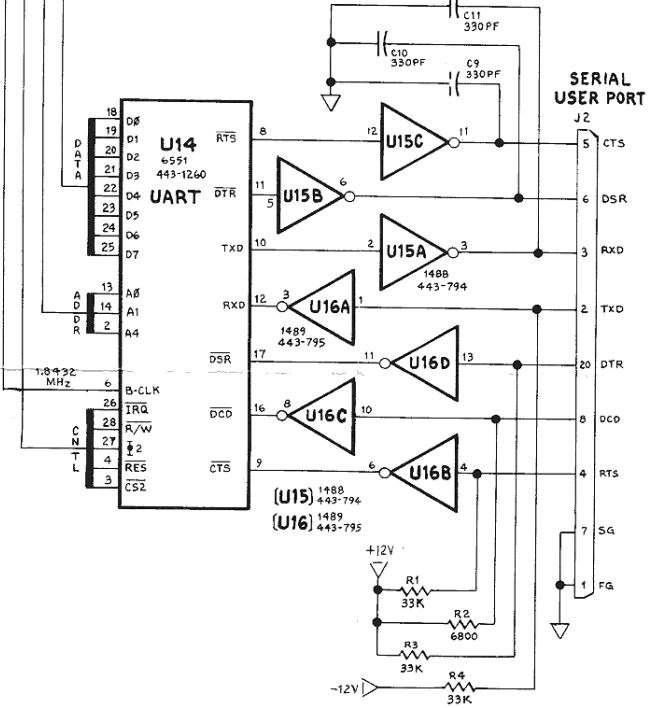 C11
330PF
C10
330PF
C9
330PF
SERIAL
USER PORT
J2
U14
6551
443-1260
UART
DATA
18 D0
19 D1
20 D2
21 D3
22 D4
23 D5
24 D6
25 D7
ADDR
13 A0
14 A1
2 A4
1.8432
MHz
6 B-CLK
CNTL
26 IRQ
28 R/W
27 Φ2
4 RES
3 CS2
RTS 8
DTR 11
TXD 10
RXD 12
DSR 17
DCD 16
CTS 9
12 U15C 11
5 U15B 6
2 U15A 3
1488
443-794
3 U16A 1
1489
443-795
11 U16D 13
8 U16C 10
6 U16B 4
(U15) 1488
443-794
(U16) 1489
443-795
5 CTS
6 DSR
3 RXD
2 TXD
20 DTR
8 DCD
4 RTS
7 SG
1 FG
+12V
R1
33K
R2
6800
R3
33K
-12V
R4
33K